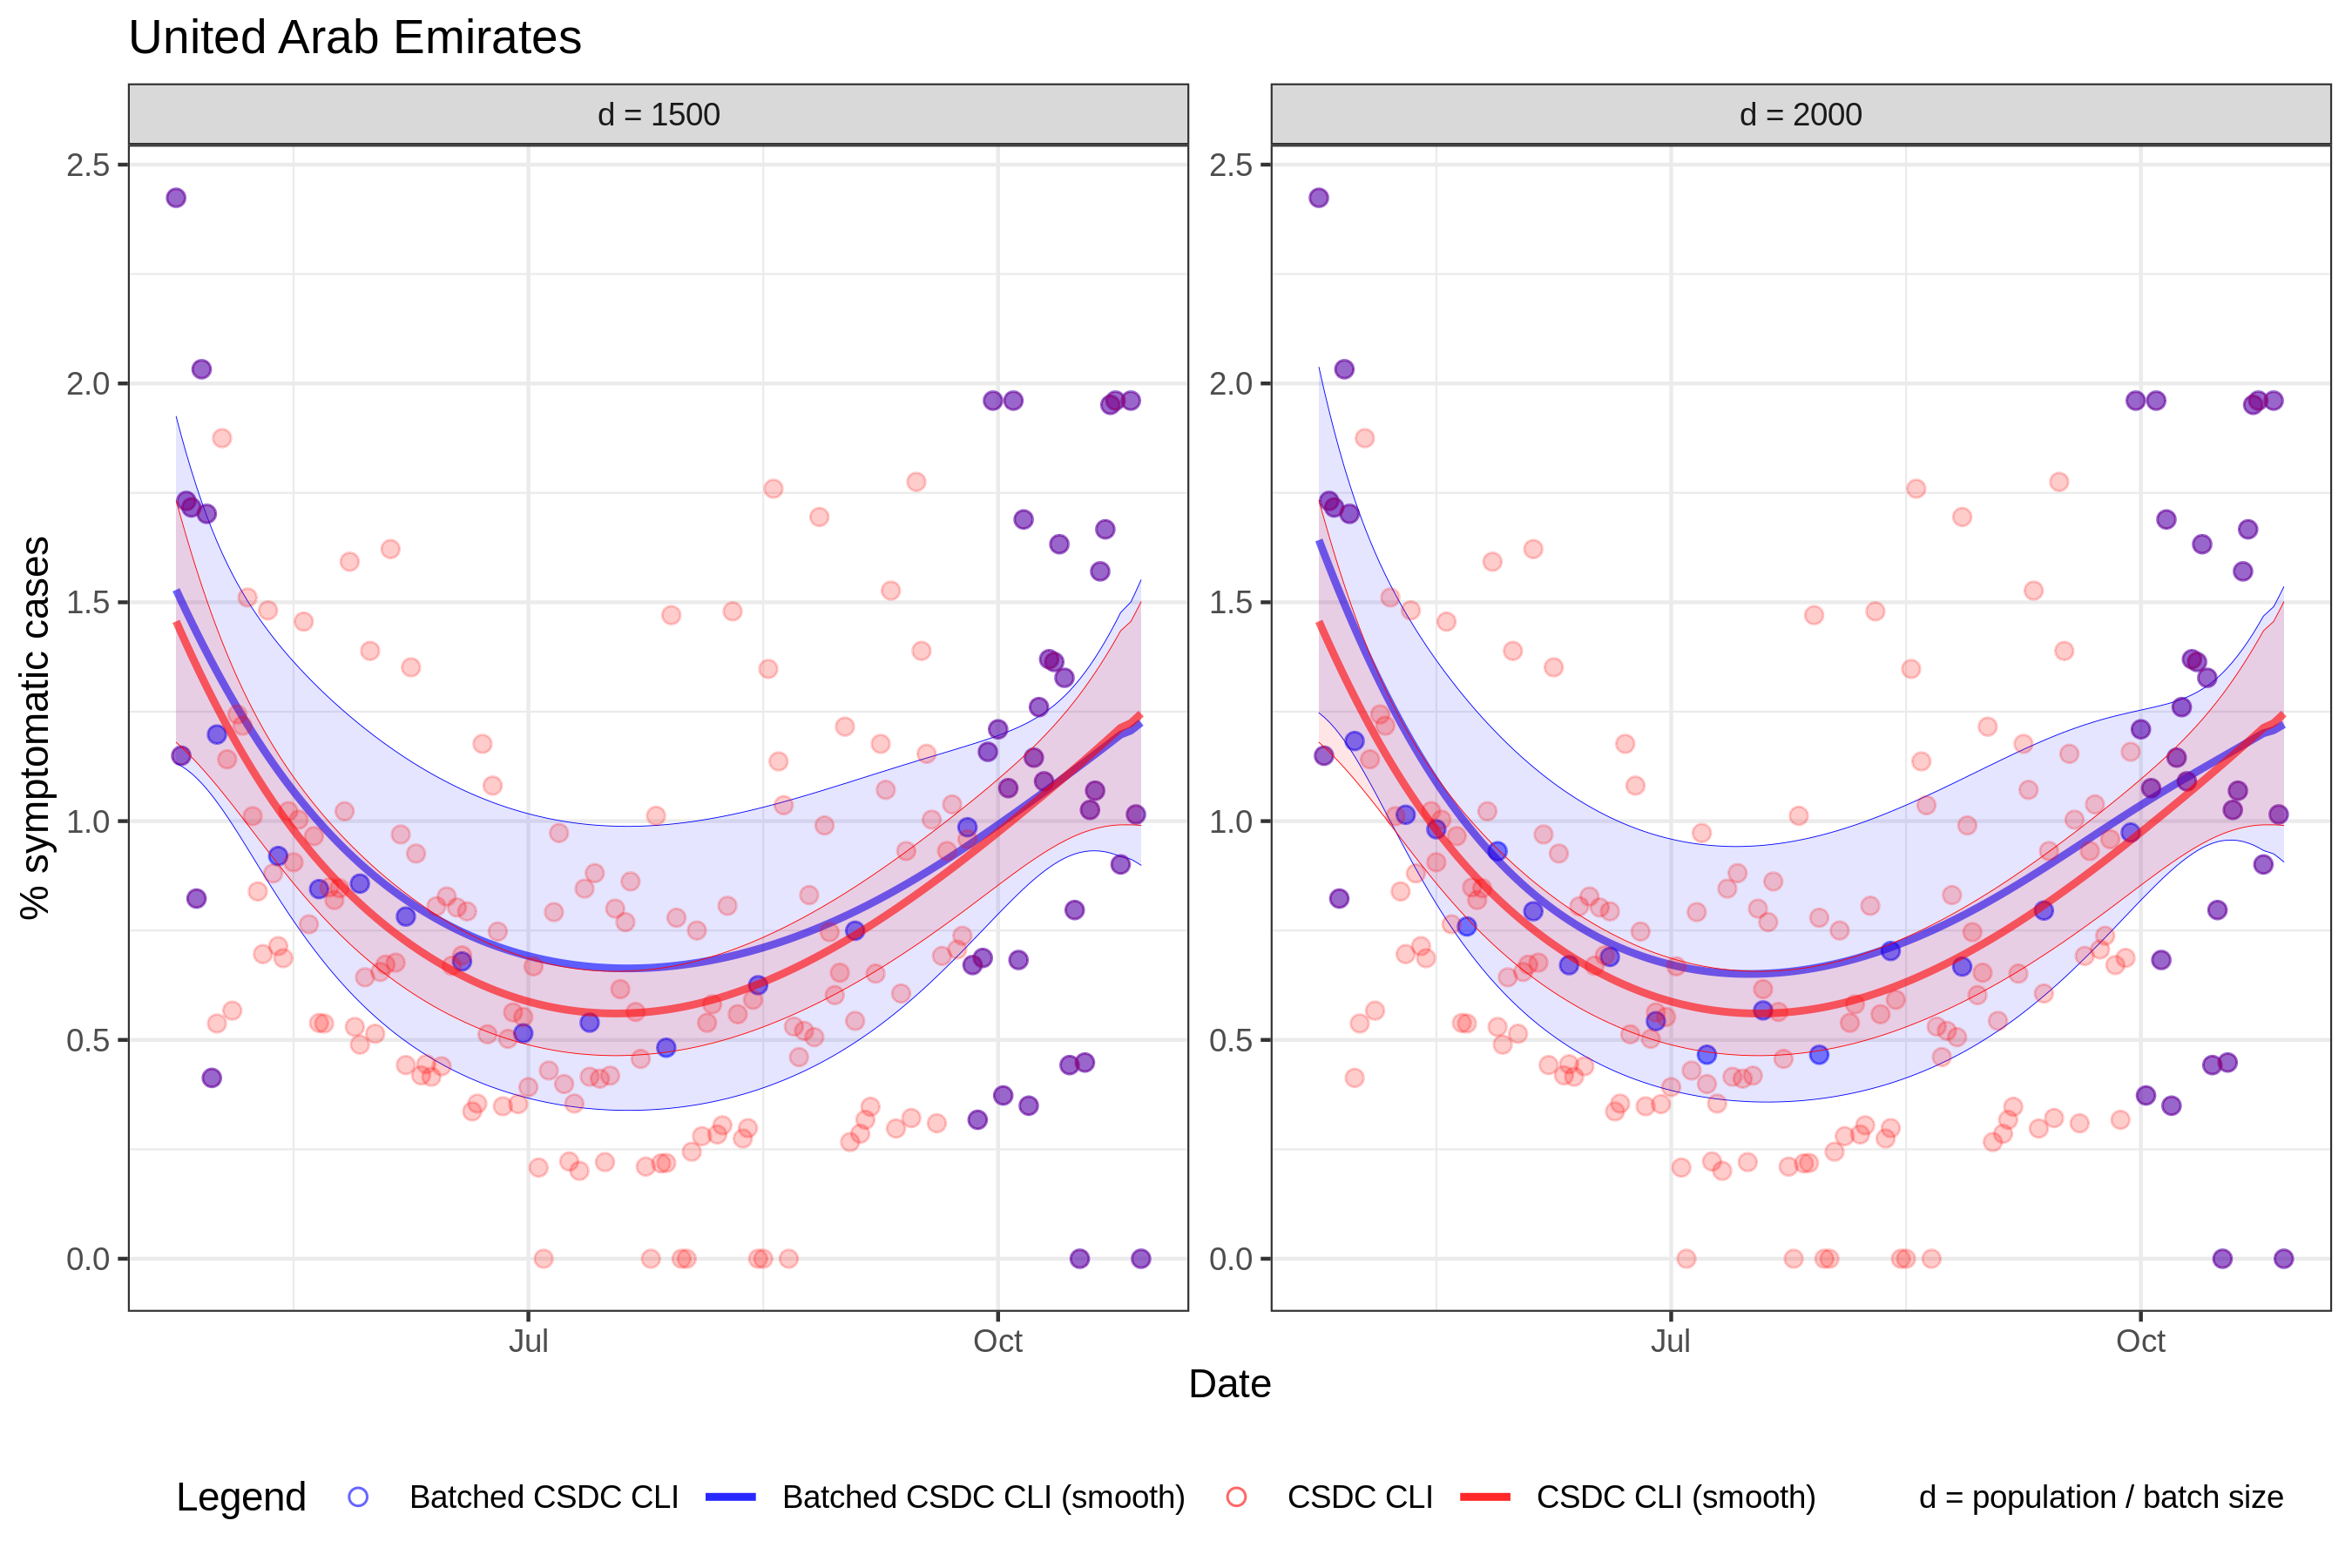 United Arab Emirates
d = 1500
d = 2000
2.5
2.0
1.5
1.0
0.5
0.0
2.5
2.0
1.5
1.0
0.5
0.0
% symptomatic cases
Jul
Oct
Jul
Oct
Date
Legend
Batched CSDC CLI
Batched CSDC CLI (smooth)
CSDC CLI
CSDC CLI (smooth)
d = population / batch size